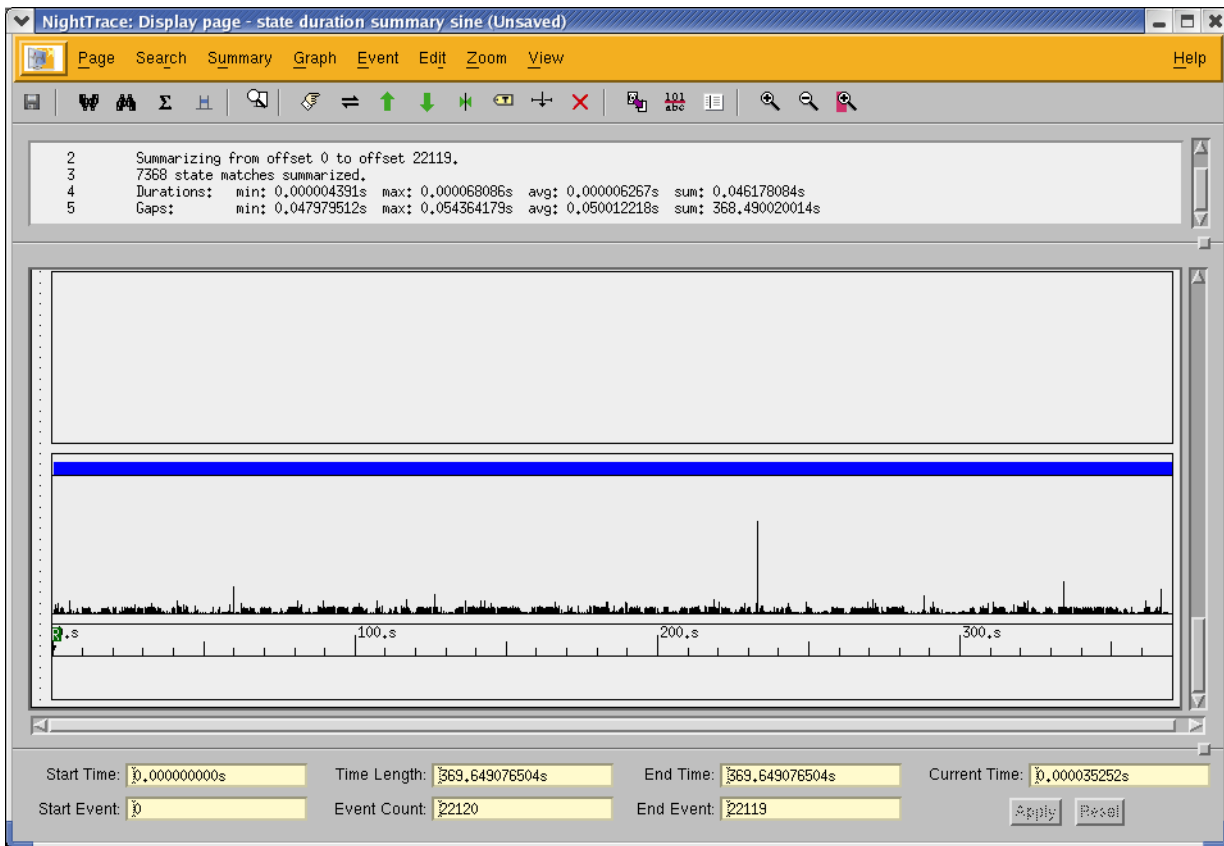 NightTrace: Display page - state duration summary sine (Unsaved)
Page Search Summary Graph Event Edit Zoom View Help
2 Summarizing from offset 0 to offset 22119.
3 7368 state matches summarized.
4 Durations: min: 0.000004391s max: 0.000068086s avg: 0.000006267s sum: 0.046178084s
5 Gaps: min: 0.047979512s max: 0.054364179s avg: 0.050012218s sum: 368.490020014s
100.s 200.s 300.s
Start Time: 0.000000000s Time Length: 369.649076504s End Time: 369.649076504s Current Time: 0.000035252s
Start Event: 0 Event Count: 22120 End Event: 22119 Apply Reset